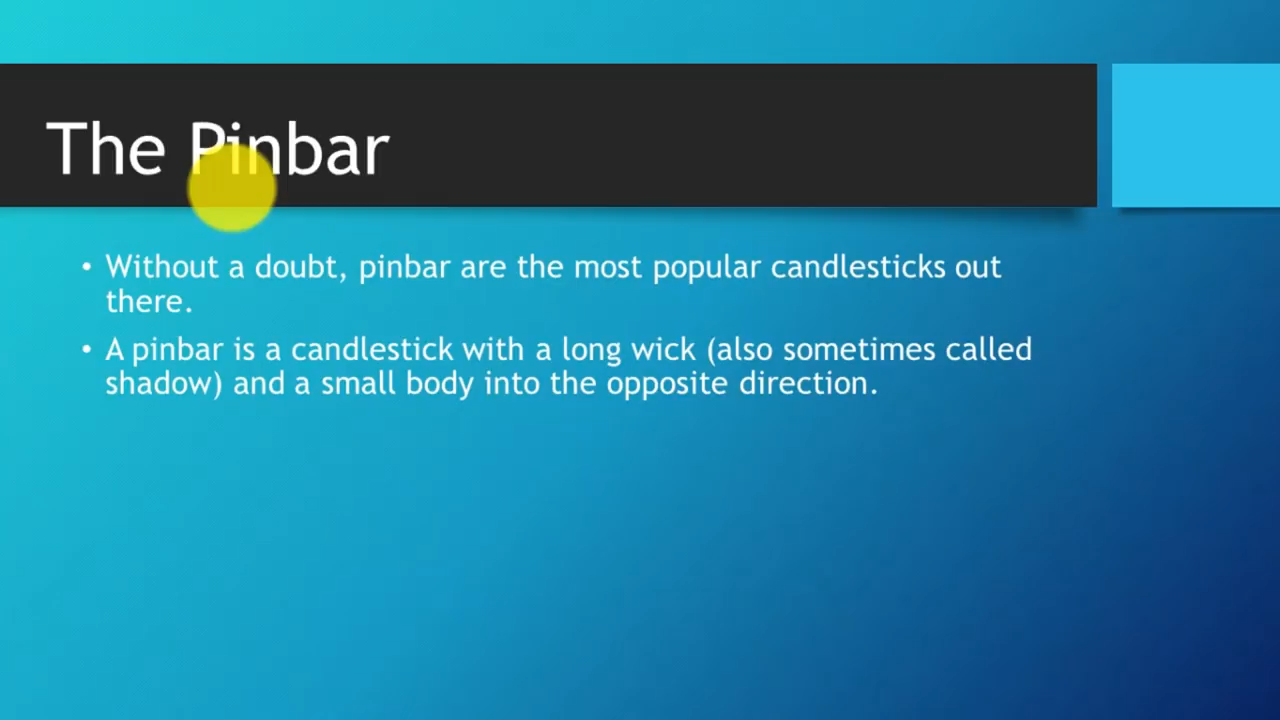 The Pinbar
• Without a doubt, pinbar are the most popular candlesticks out
there.
• A pinbar is a candlestick with a long wick (also sometimes called
shadow) and a small body into the opposite direction.